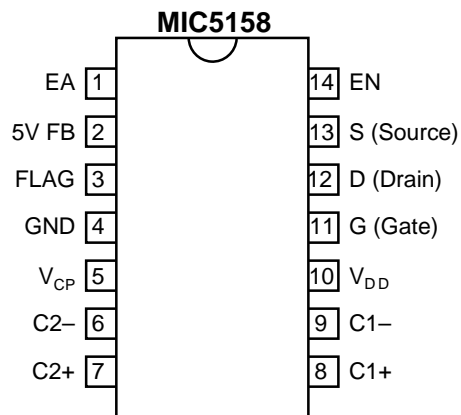 MIC5158
EA 1 14 EN
5V FB 2 13 S (Source)
FLAG 3 12 D (Drain)
GND 4 11 G (Gate)
VCP 5 10 VDD
C2– 6 9 C1–
C2+ 7 8 C1+